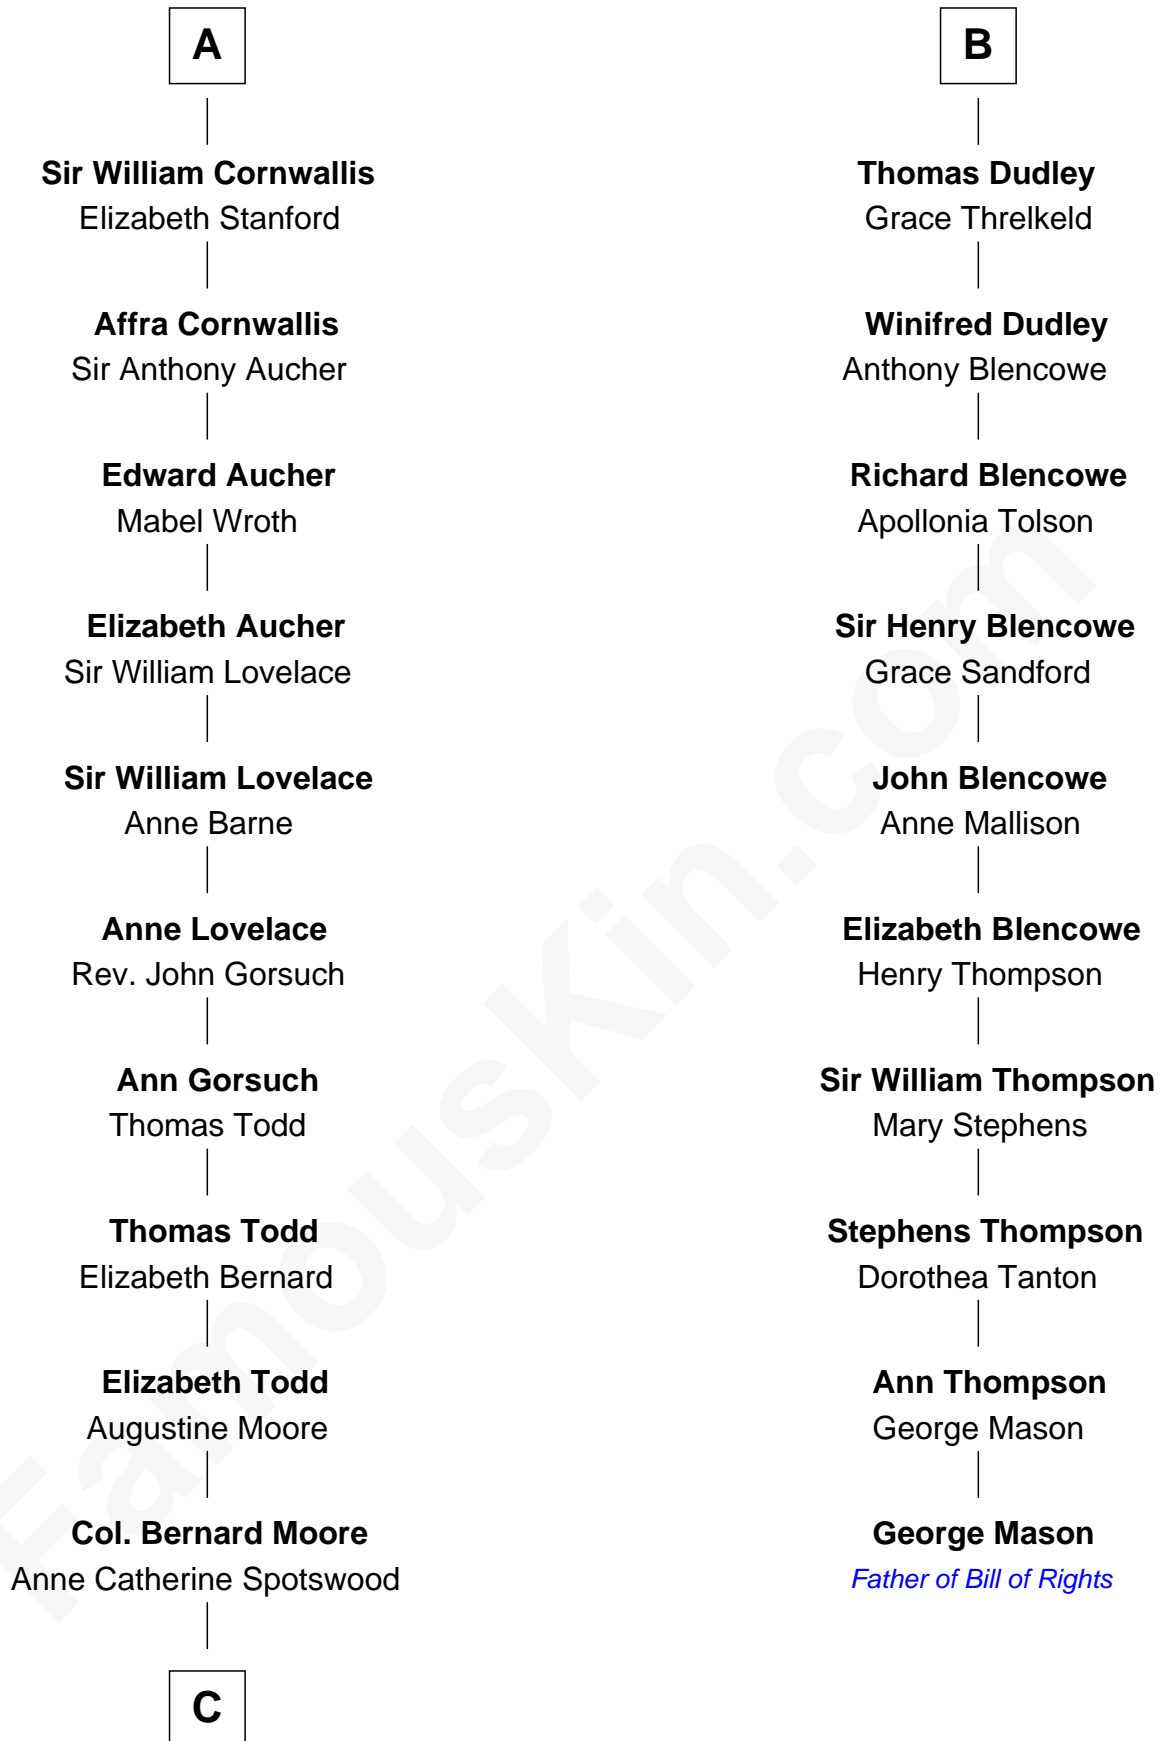 A
Sir William Cornwallis
Elizabeth Stanford
Affra Cornwallis
Sir Anthony Aucher
Edward Aucher
Mabel Wroth
Elizabeth Aucher
Sir William Lovelace
Sir William Lovelace
Anne Barne
Anne Lovelace
Rev. John Gorsuch
Ann Gorsuch
Thomas Todd
Thomas Todd
Elizabeth Bernard
Elizabeth Todd
Augustine Moore
Col. Bernard Moore
Anne Catherine Spotswood
C
B
Thomas Dudley
Grace Threlkeld
Winifred Dudley
Anthony Blencowe
Richard Blencowe
Apollonia Tolson
Sir Henry Blencowe
Grace Sandford
John Blencowe
Anne Mallison
Elizabeth Blencowe
Henry Thompson
Sir William Thompson
Mary Stephens
Stephens Thompson
Dorothea Tanton
Ann Thompson
George Mason
George Mason
Father of Bill of Rights
FamousKin.com